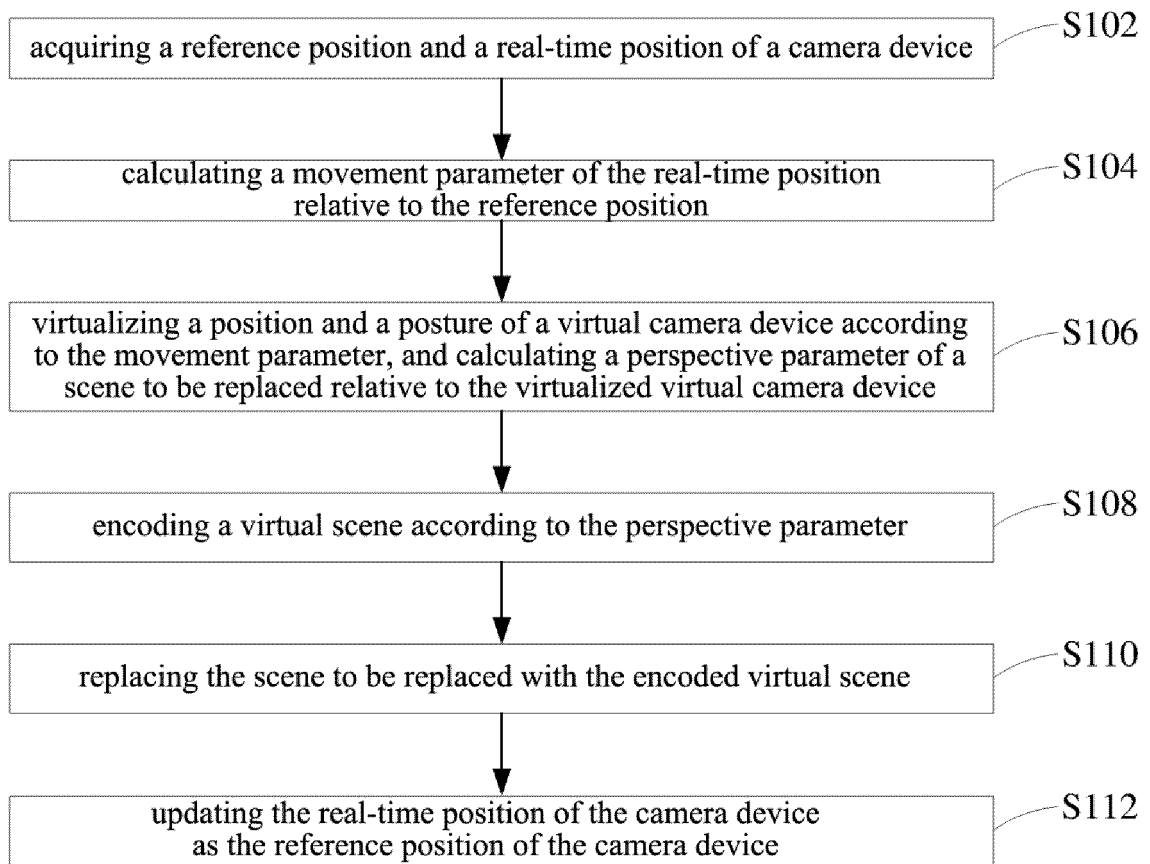 acquiring a reference position and a real-time position of a camera device
S102
calculating a movement parameter of the real-time position
relative to the reference position
S104
virtualizing a position and a posture of a virtual camera device according
to the movement parameter, and calculating a perspective parameter of a
scene to be replaced relative to the virtualized virtual camera device
S106
encoding a virtual scene according to the perspective parameter
S108
replacing the scene to be replaced with the encoded virtual scene
S110
updating the real-time position of the camera device
as the reference position of the camera device
S112